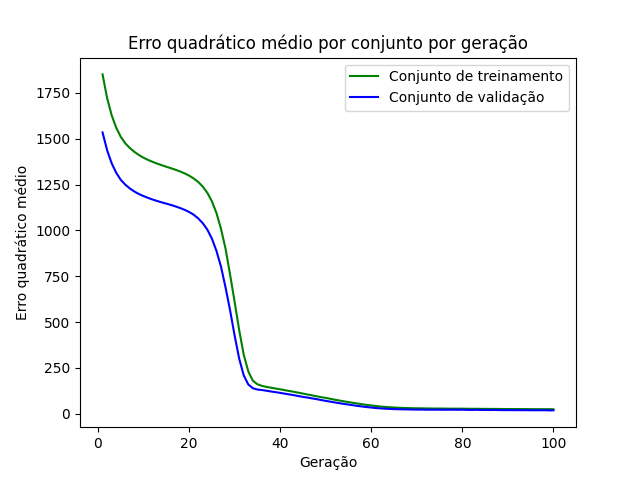 Erro quadrático médio por conjunto por geração
Conjunto de treinamento
Conjunto de validação
Erro quadrático médio
1750
1500
1250
1000
750
500
250
0
0 20 40 60 80 100
Geração